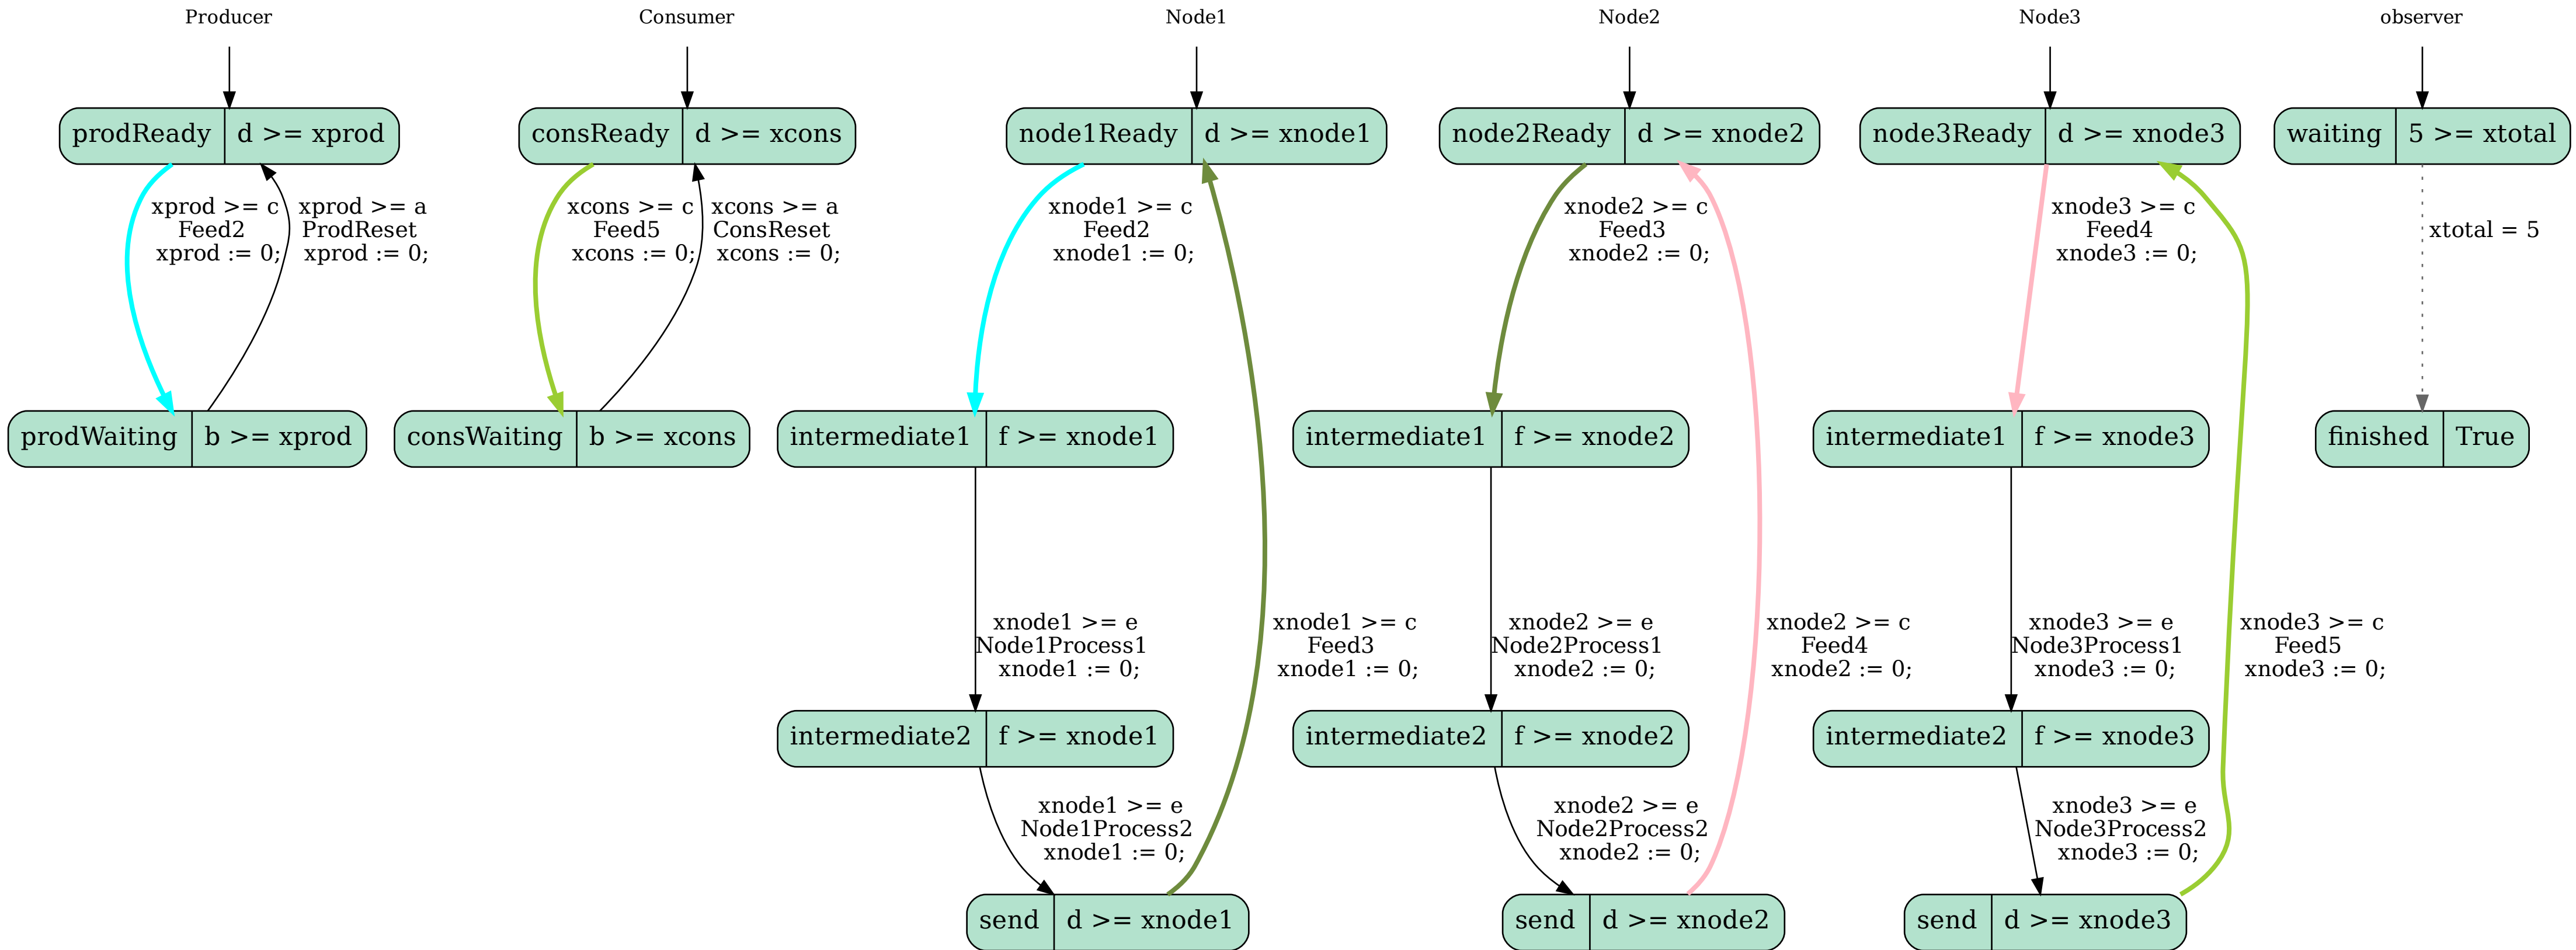 Producer
Consumer
Node1
Node2
Node3
observer
prodReady
d >= xprod
consReady
d >= xcons
node1Ready
d >= xnode1
node2Ready
d >= xnode2
node3Ready
d >= xnode3
waiting
5 >= xtotal
xprod >= c
Feed2
xprod := 0;
xprod >= a
ProdReset
xprod := 0;
xcons >= c
Feed5
xcons := 0;
xcons >= a
ConsReset
xcons := 0;
xnode1 >= c
Feed2
xnode1 := 0;
xnode2 >= c
Feed3
xnode2 := 0;
xnode3 >= c
Feed4
xnode3 := 0;
xtotal = 5
prodWaiting
b >= xprod
consWaiting
b >= xcons
intermediate1
f >= xnode1
intermediate1
f >= xnode2
intermediate1
f >= xnode3
finished
True
xnode1 >= e
Node1Process1
xnode1 := 0;
xnode1 >= c
Feed3
xnode1 := 0;
xnode2 >= e
Node2Process1
xnode2 := 0;
xnode2 >= c
Feed4
xnode2 := 0;
xnode3 >= e
Node3Process1
xnode3 := 0;
xnode3 >= c
Feed5
xnode3 := 0;
intermediate2
f >= xnode1
intermediate2
f >= xnode2
intermediate2
f >= xnode3
xnode1 >= e
Node1Process2
xnode1 := 0;
xnode2 >= e
Node2Process2
xnode2 := 0;
xnode3 >= e
Node3Process2
xnode3 := 0;
send
d >= xnode1
send
d >= xnode2
send
d >= xnode3